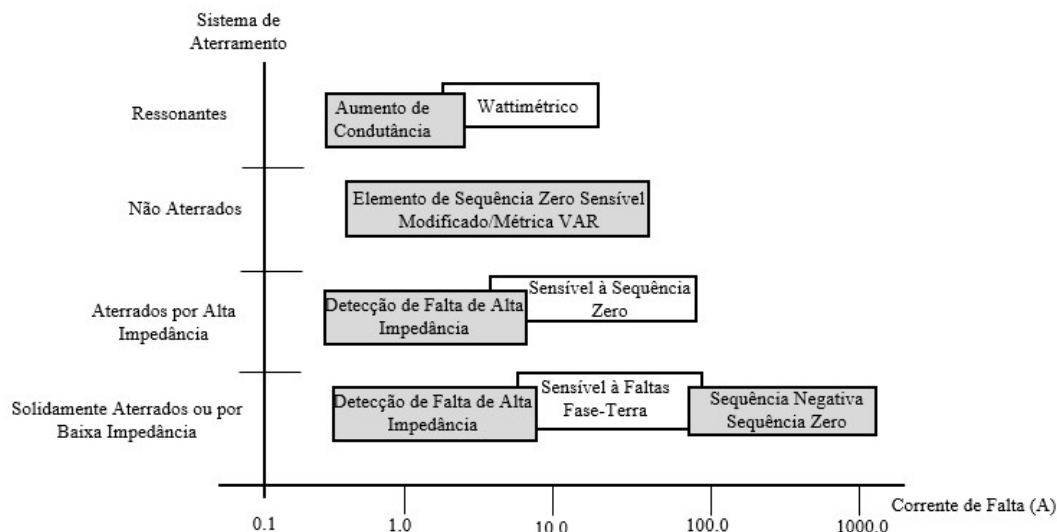 Sistema de
Aterramento
Ressonantes
Aumento de
Condutância
Wattimétrico
Não Aterrados
Elemento de Sequência Zero Sensível
Modificado/Métrica VAR
Aterrados por Alta
Impedância
Detecção de Falta de Alta
Impedância
Sensível à Sequência
Zero
Solidamente Aterrados ou por
Baixa Impedância
Detecção de Falta de Alta
Impedância
Sensível à Faltas
Fase-Terra
Sequência Negativa
Sequência Zero
0.1
1.0
10.0
100.0
1000.0
Corrente de Falta (A)